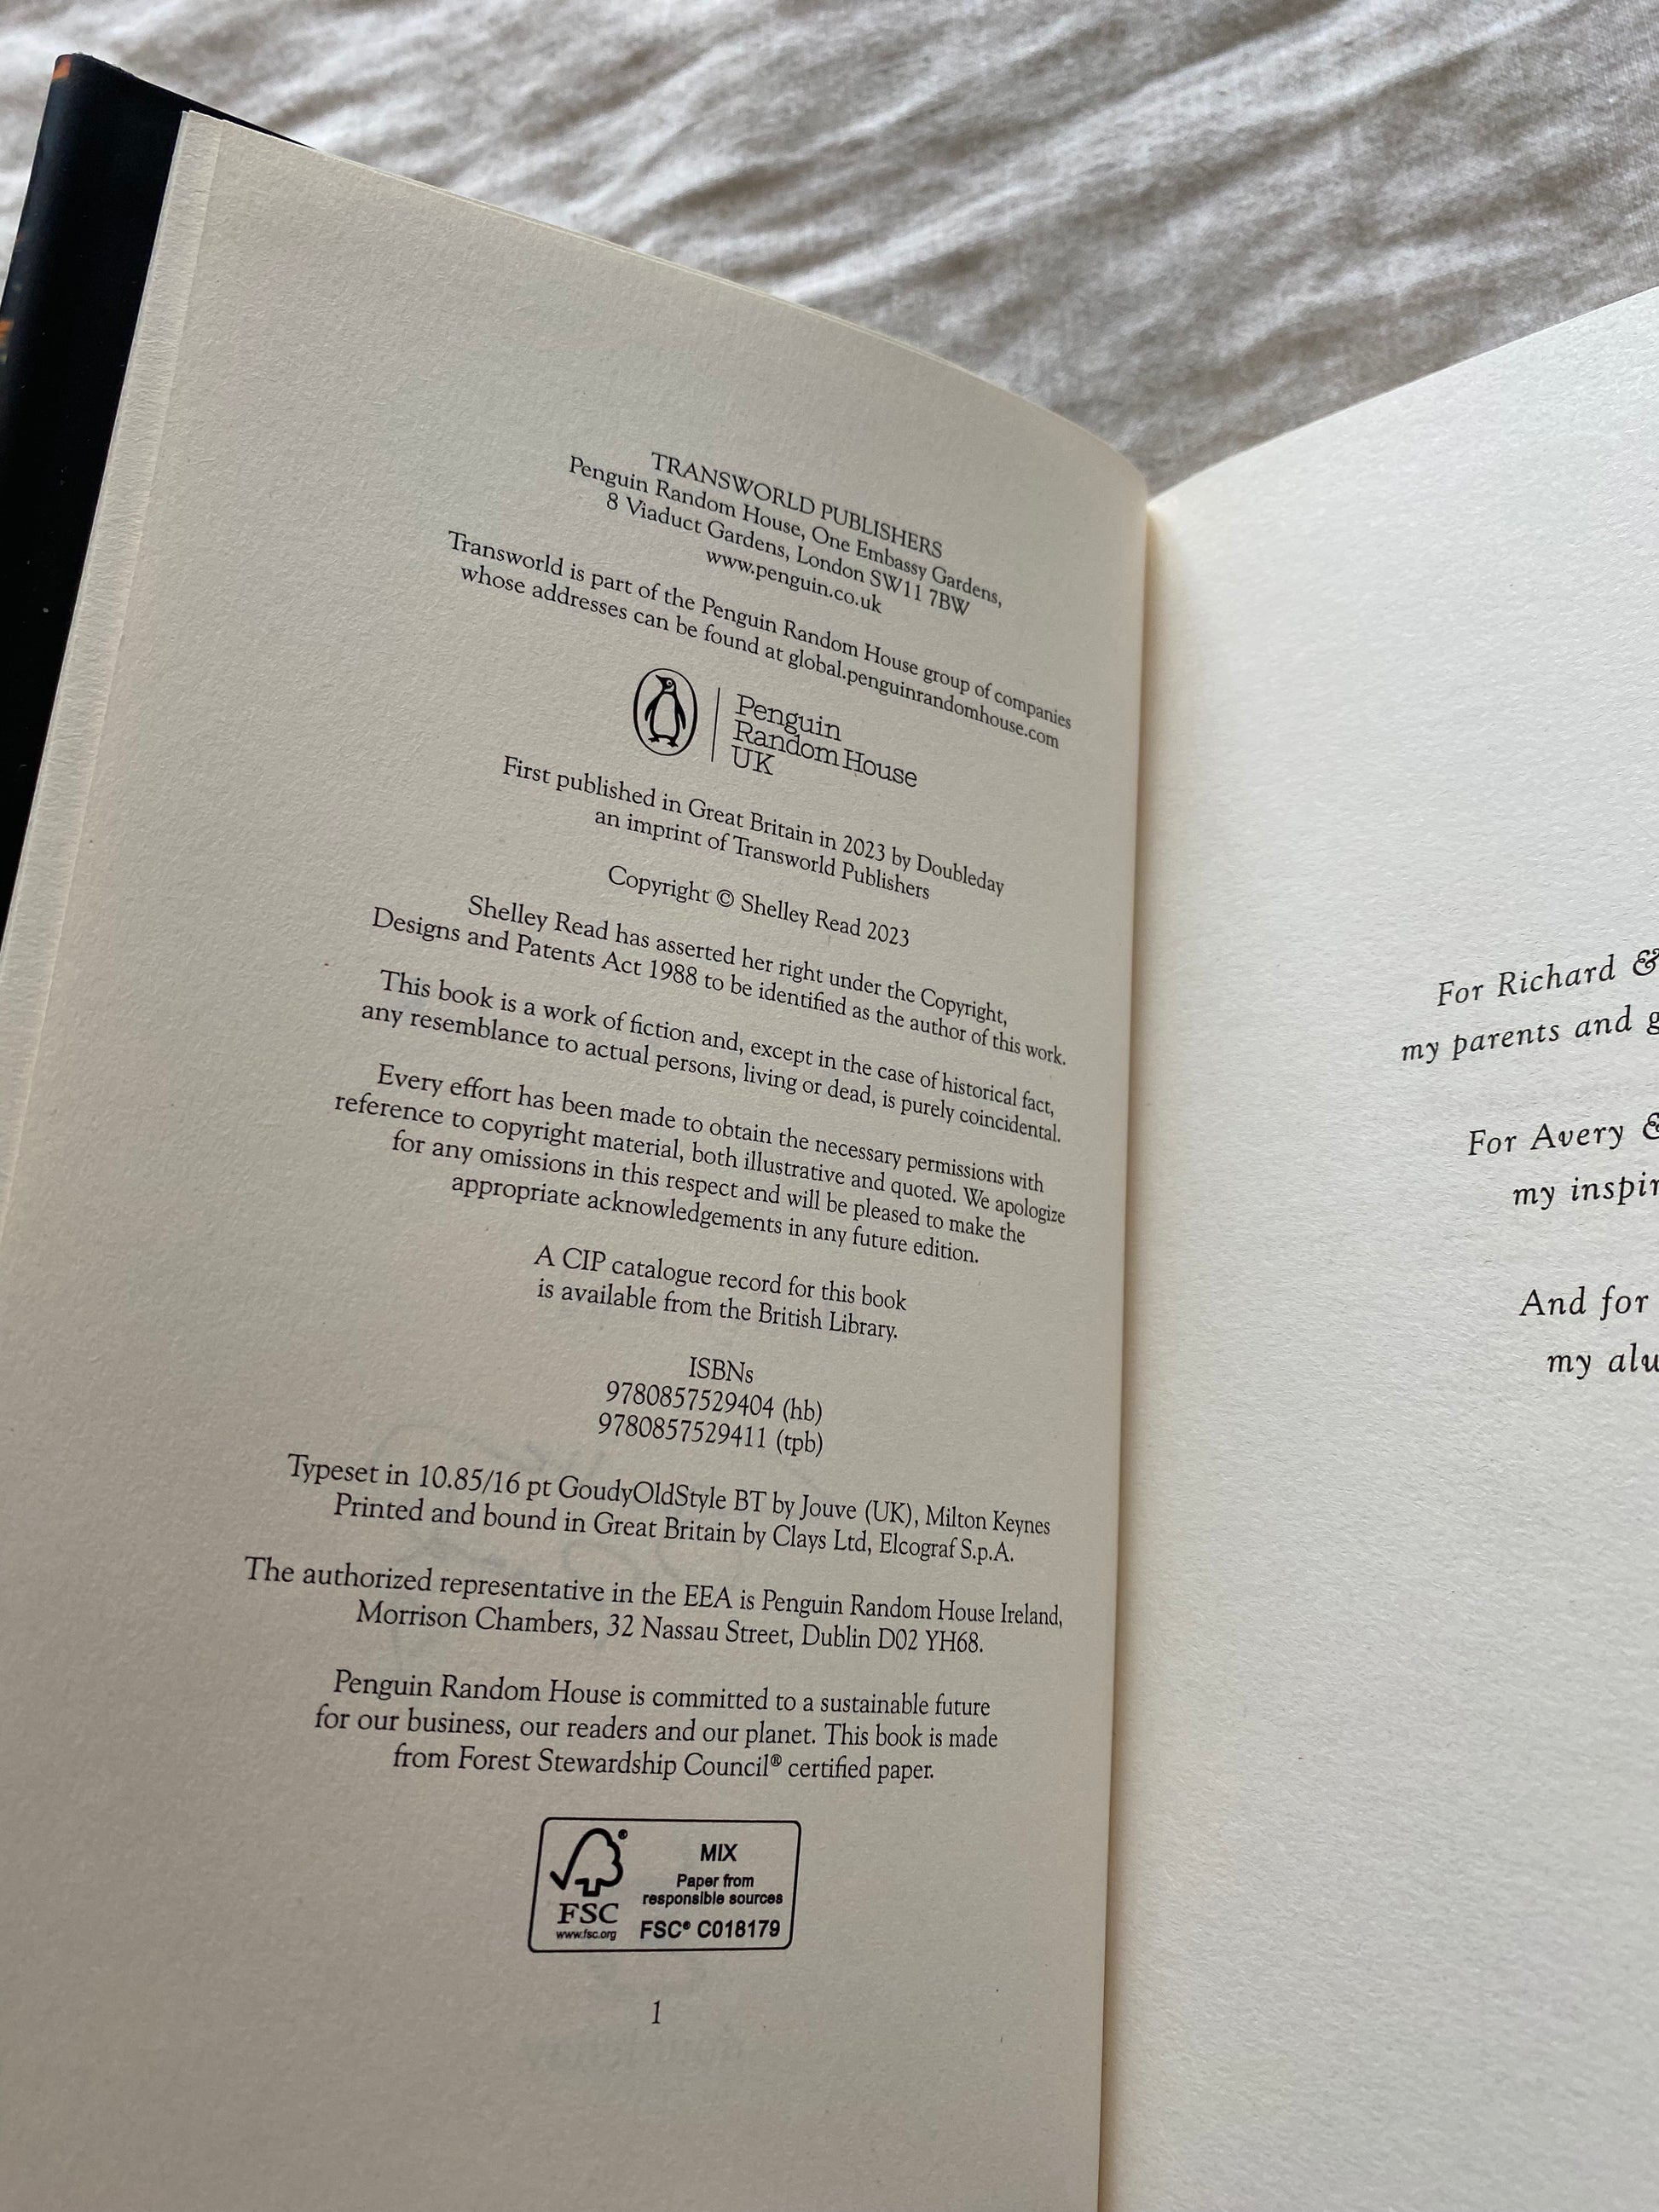 TRANSWORLD PUBLISHERS
Penguin Random House, One Embassy Gardens,
8 Viaduct Gardens, London SW11 7BW
www.penguin.co.uk
Transworld is part of the Penguin Random House group of companies
whose addresses can be found at global.penguinrandomhouse.com
Penguin
Random House
UK
First published in Great Britain in 2023 by Doubleday
an imprint of Transworld Publishers
Copyright © Shelley Read 2023
Shelley Read has asserted her right under the Copyright,
Designs and Patents Act 1988 to be identified as the author of this work.
This book is a work of fiction and, except in the case of historical fact,
any resemblance to actual persons, living or dead, is purely coincidental.
Every effort has been made to obtain the necessary permissions with
reference to copyright material, both illustrative and quoted. We apologize
for any omissions in this respect and will be pleased to make the
appropriate acknowledgements in any future edition.
A CIP catalogue record for this book
is available from the British Library.
ISBNs
9780857529404 (hb)
9780857529411 (tpb)
Typeset in 10.85/16 pt GoudyOldStyle BT by Jouve (UK), Milton Keynes
Printed and bound in Great Britain by Clays Ltd, Elcograf S.p.A.
The authorized representative in the EEA is Penguin Random House Ireland,
Morrison Chambers, 32 Nassau Street, Dublin D02 YH68.
Penguin Random House is committed to a sustainable future
for our business, our readers and our planet. This book is made
from Forest Stewardship Council® certified paper.
FSC
www.fsc.org
MIX
Paper from
responsible sources
FSC® C018179
1
For Richard &
my parents and
For Avery &
my
And for
my